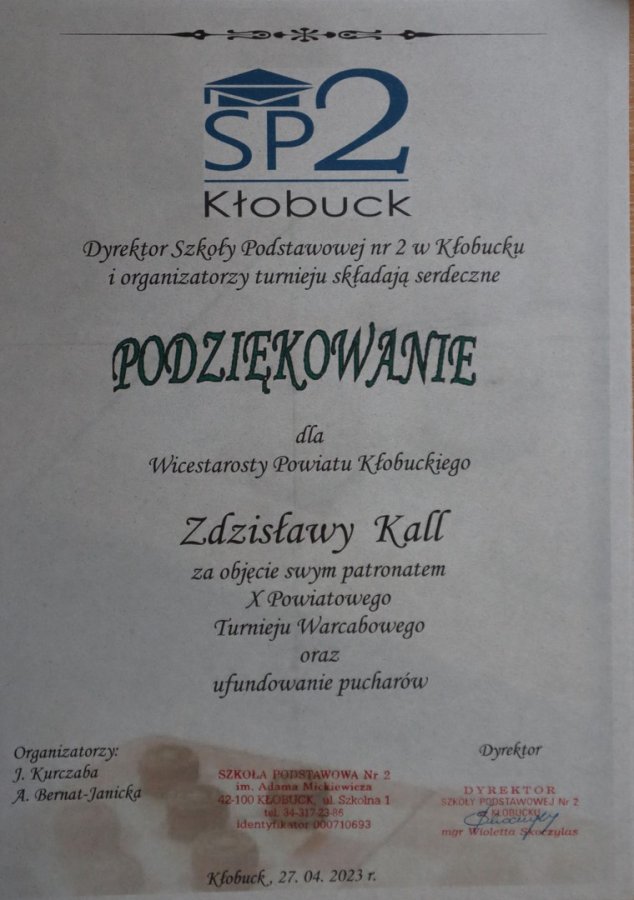 SP2
Kłobuck
Dyrektor Szkoły Podstawowej nr 2 w Kłobucku
i organizatorzy turnieju składają serdeczne
PODZIĘKOWANIE
dla
Wicestarosty Powiatu Kłobuckiego
Zdzisławy Kall
za objęcie swym patronatem
X Powiatowego
Turnieju Warcabowego
oraz
ufundowanie pucharów
Organizatorzy:
J. Kurczaba
A. Bernat-Janicka
SZKOŁA PODSTAWOWA Nr 2
im. Adama Mickiewicza
42-100 KŁOBUCK, ul. Szkolna 1
tel. 34-317-23-85
identyfikator 000710693
Dyrektor
DYREKTOR
SZKOŁY PODSTAWOWEJ Nr 2
KŁOBUCKU
mgr Wioletta Skoczylas
Kłobuck, 27. 04. 2023 r.